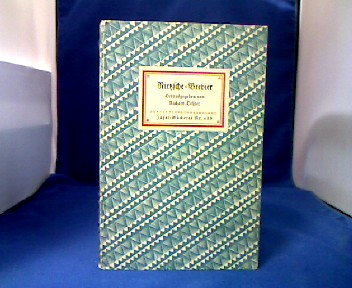 Nietzsche-Brevier
Herausgegeben von
Richard Oehler
Insel-Bücherei Nr.